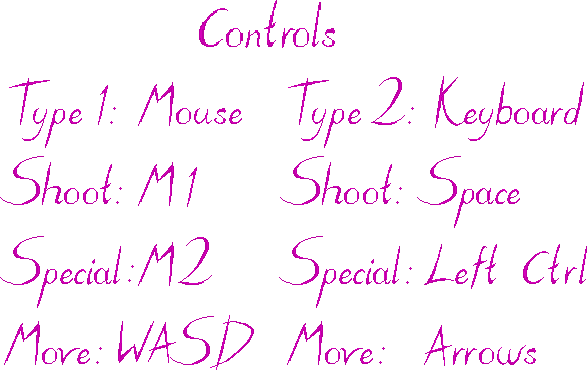 Controls
Type 1: Mouse Type 2: Keyboard
Shoot: M1 Shoot: Space
Special: M2 Special: Left Ctrl
Move: WASD Move: Arrows